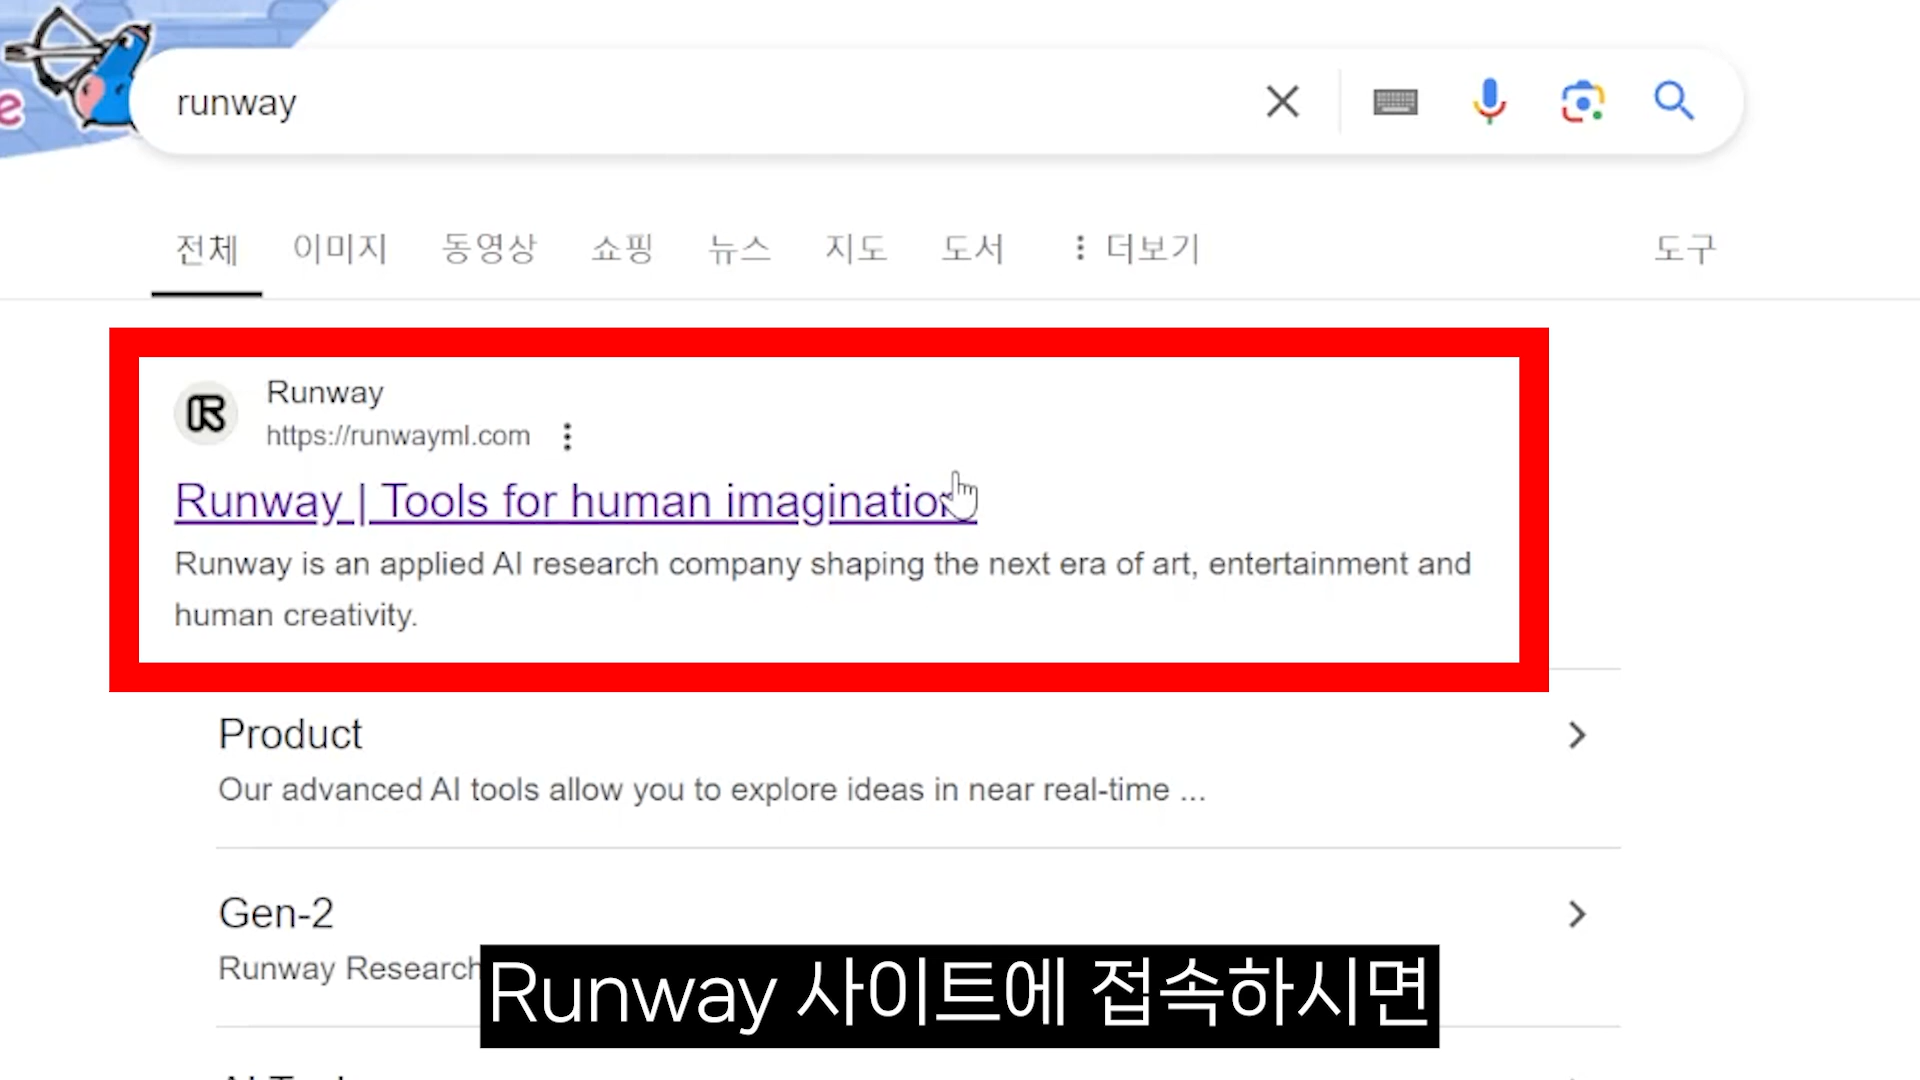 e
runway
전체 이미지 동영상 쇼핑 뉴스 지도 도서 더보기 도구
Runway
https://runwayml.com
Runway | Tools for human imagination
Runway is an applied AI research company shaping the next era of art, entertainment and
human creativity.
Product
Our advanced AI tools allow you to explore ideas in near real-time ...
Gen-2
Runway Research
Runway 사이트에 접속하시면